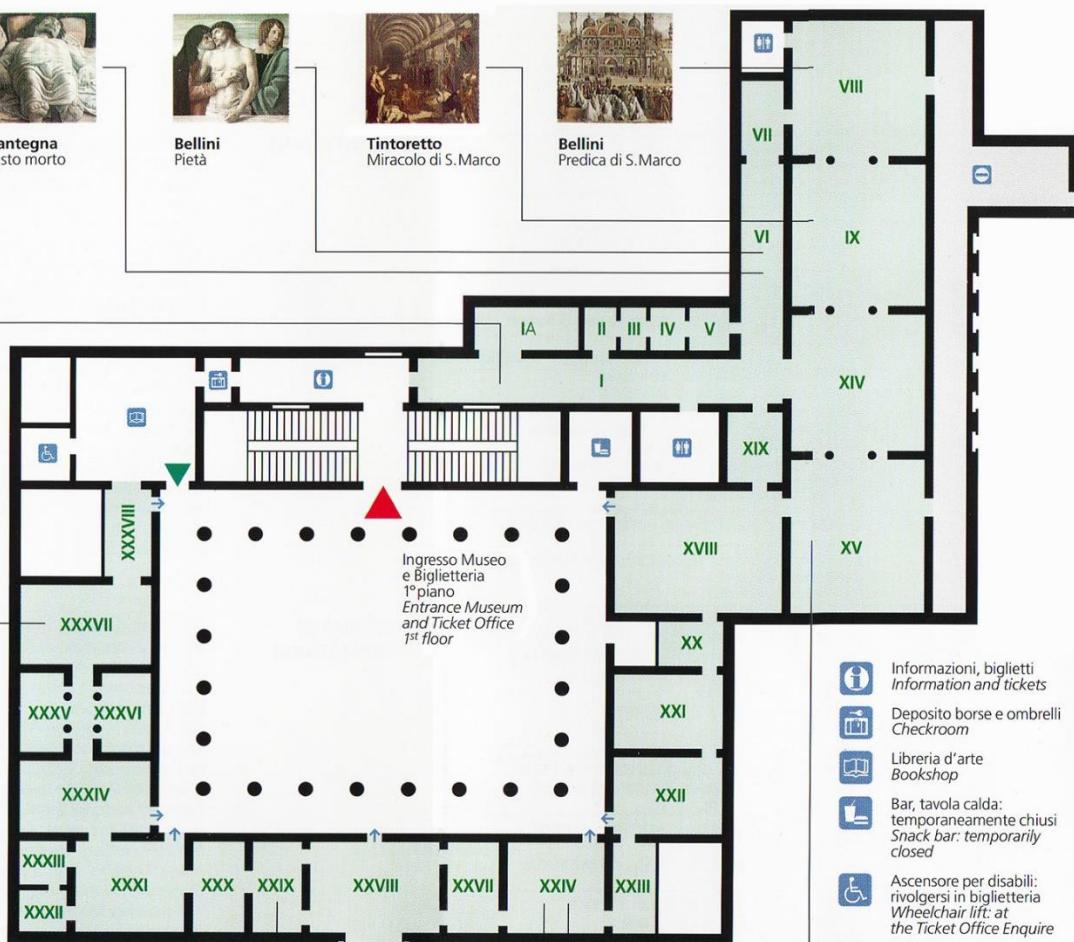 antegna
sto morto
Bellini
Pietà
Tintoretto
Miracolo di S.Marco
Bellini
Predica di S.Marco
VIII
VII
VI
IX
IA
II
III
IV
V
I
XIV
XIX
XVIII
XV
XXXVIII
Ingresso Museo
e Biglietteria
1° piano
Entrance Museum
and Ticket Office
1st floor
XXXVII
XX
XXXV
XXXVI
XXI
XXXIV
XXII
XXXIII
XXXII
XXXI
XXX
XXIX
XXVIII
XXVII
XXIV
XXIII
Informazioni, biglietti
Information and tickets
Deposito borse e ombrelli
Checkroom
Libreria d'arte
Bookshop
Bar, tavola calda:
temporaneamente chiusi
Snack bar: temporarily
closed
Ascensore per disabili:
rivolgersi in biglietteria
Wheelchair lift: at
the Ticket Office Enquire